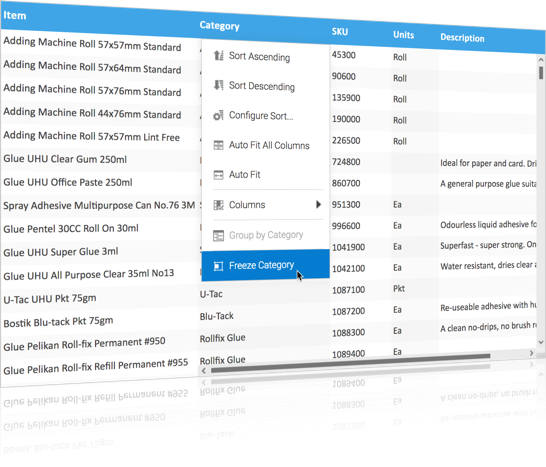 Item Category SKU Units Description
Adding Machine Roll 57x57mm Standard 45300 Roll
Adding Machine Roll 57x64mm Standard 90600 Roll
Adding Machine Roll 57x76mm Standard 135900 Roll
Adding Machine Roll 44x76mm Standard 190000 Roll
Adding Machine Roll 57x57mm Lint Free 226500 Roll
Glue UHU Clear Gum 250ml 724800 Ideal for paper and card. Dri
Glue UHU Office Paste 250ml 860700 A general purpose glue suita
Spray Adhesive Multipurpose Can No.76 3M 951300 Ea
Glue Pentel 30CC Roll On 30ml 996600 Ea Odourless liquid adhesive fo
Glue UHU Super Glue 3ml 1041900 Ea Superfast - super strong. On
Glue UHU All Purpose Clear 35ml No13 1042100 Ea Water resistant, dries clear a
U-Tac UHU Pkt 75gm U-Tac 1087100 Pkt
Bostik Blu-tack Pkt 75gm Blu-Tack 1087200 Ea Re-useable adhesive with hu
Glue Pelikan Roll-fix Permanent #950 Rollfix Glue 1088300 Ea A clean no-drips, no brush r
Glue Pelikan Roll-fix Refill Permanent #955 Rollfix Glue 1089400 Ea
Sort Ascending
Sort Descending
Configure Sort...
Auto Fit All Columns
Auto Fit
Columns
Group by Category
Freeze Category